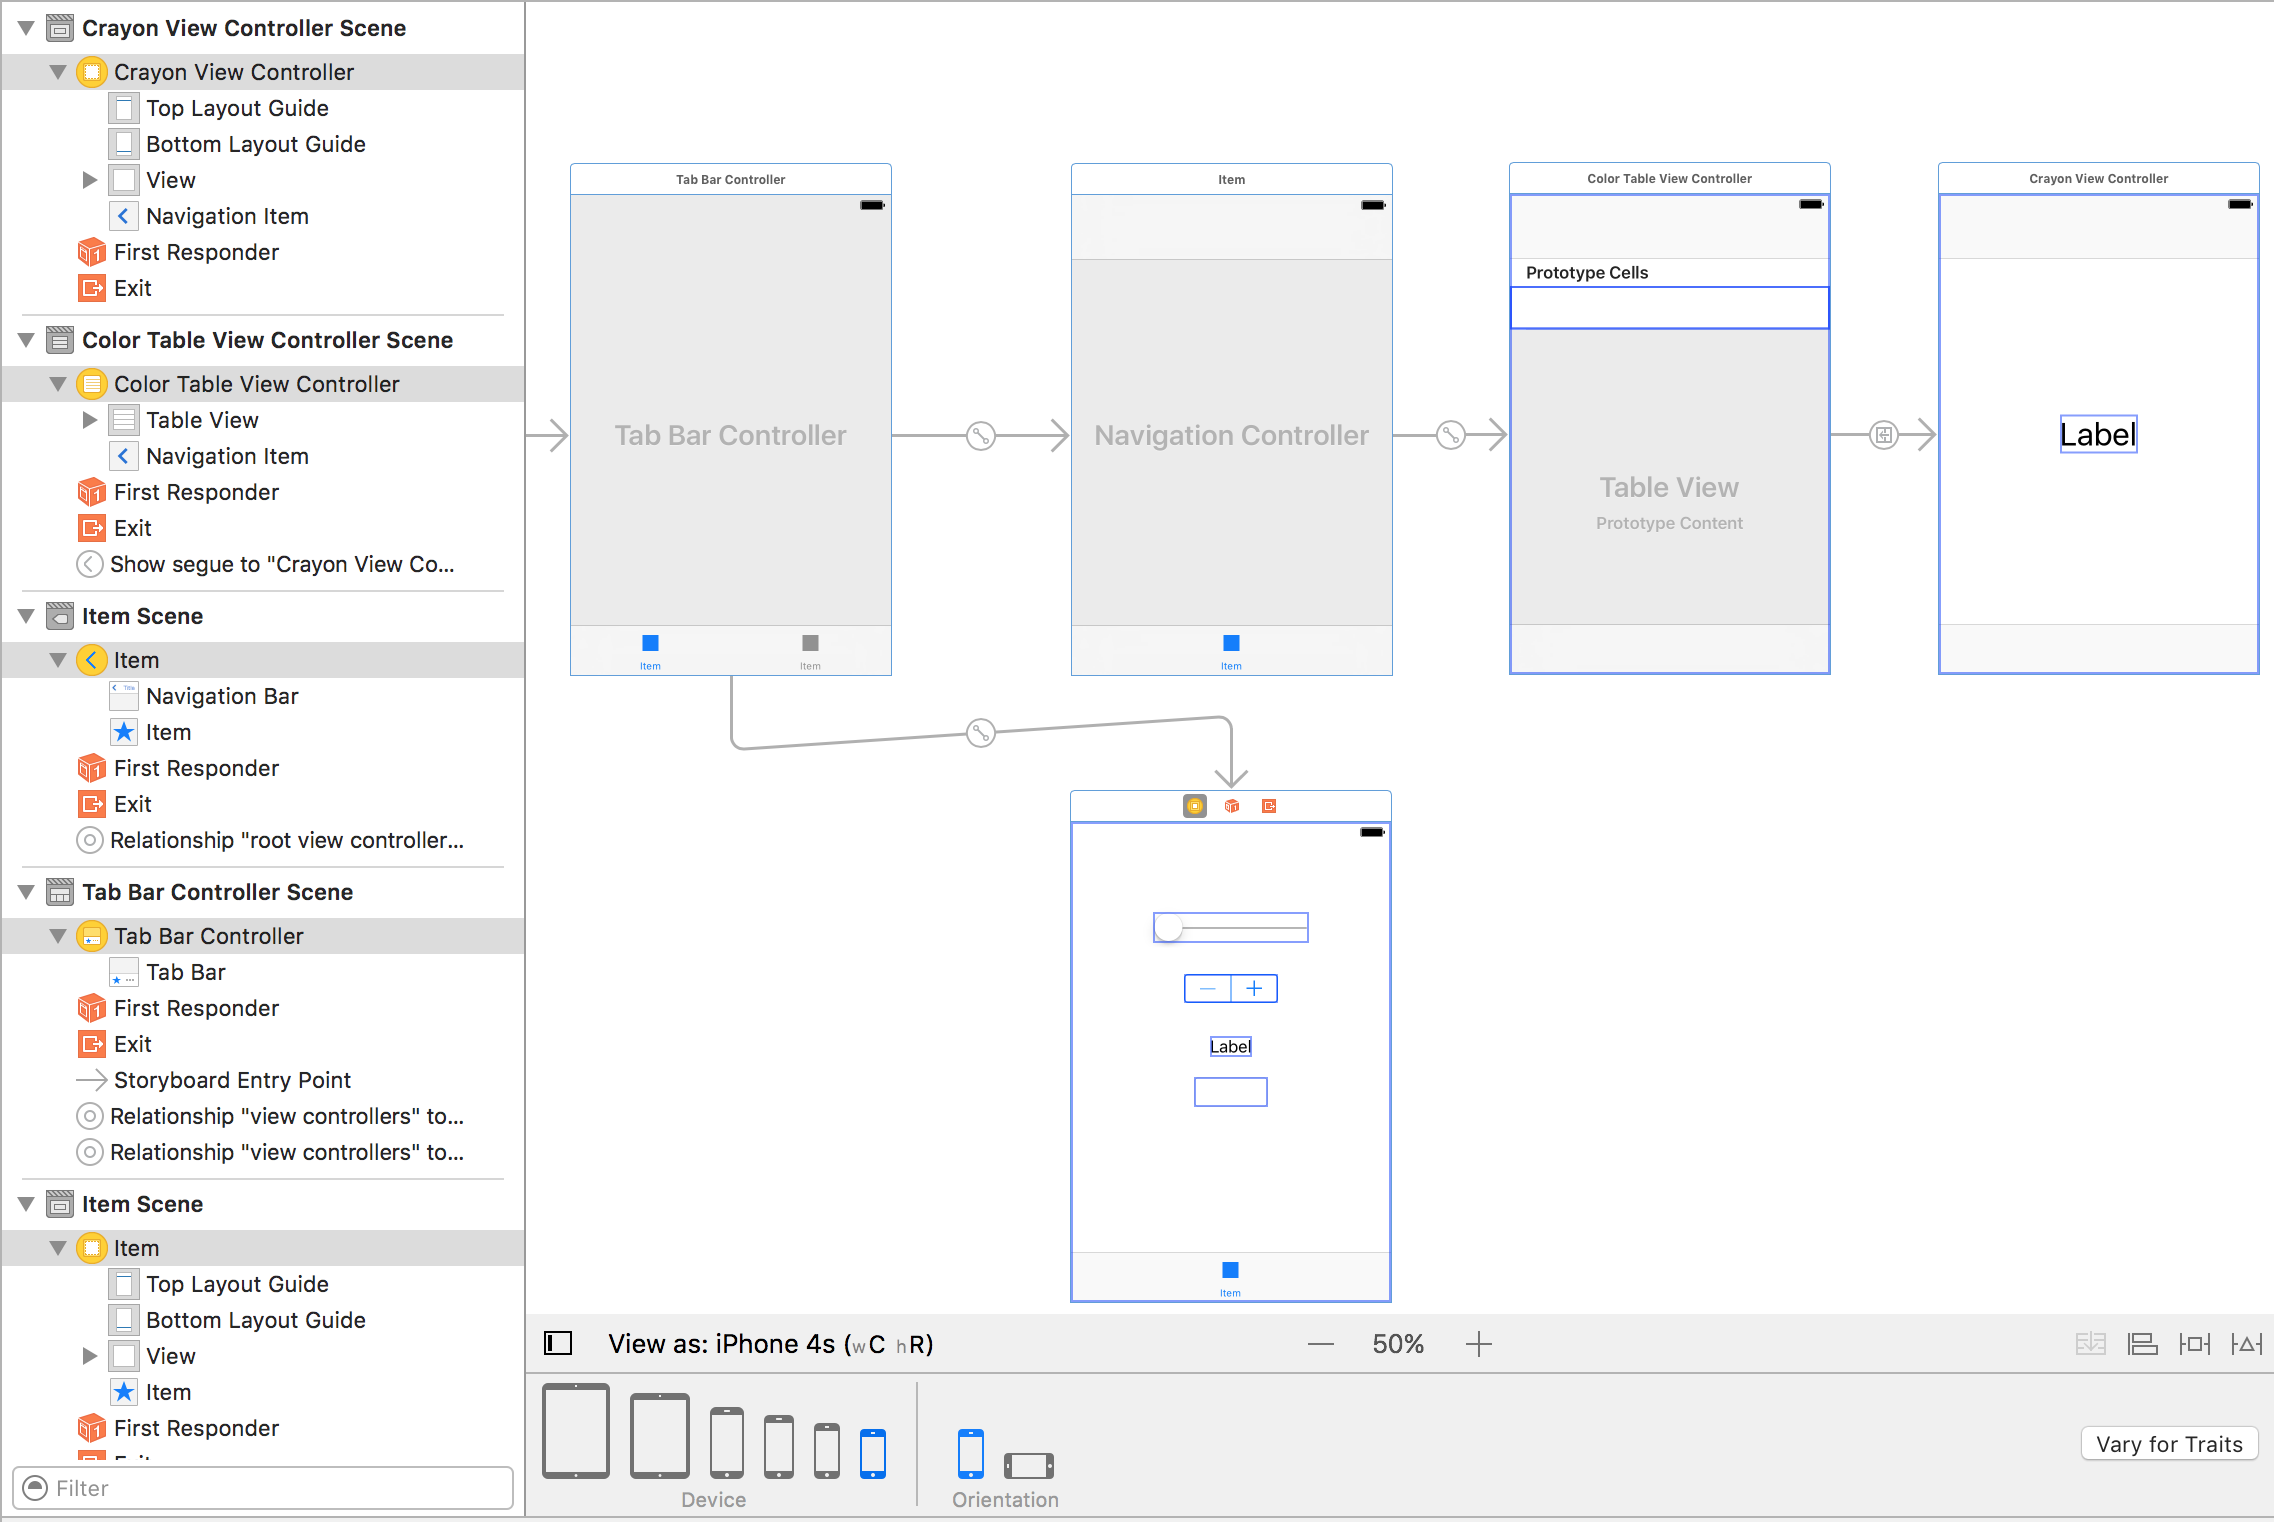 Crayon View Controller Scene
Crayon View Controller
Top Layout Guide
Bottom Layout Guide
View
Navigation Item
First Responder
Exit
Color Table View Controller Scene
Color Table View Controller
Table View
Navigation Item
First Responder
Exit
Show segue to "Crayon View Co...
Item Scene
Item
Navigation Bar
Item
First Responder
Exit
Relationship "root view controller...
Tab Bar Controller Scene
Tab Bar Controller
Tab Bar
First Responder
Exit
Storyboard Entry Point
Relationship "view controllers" to...
Relationship "view controllers" to...
Item Scene
Item
Top Layout Guide
Bottom Layout Guide
View
Item
First Responder
Filter
Tab Bar Controller
Tab Bar Controller
Item
Item
Item
Navigation Controller
Item
Color Table View Controller
Prototype Cells
Table View
Prototype Content
Crayon View Controller
Label
Label
Item
View as: iPhone 4s (wC hR)
50%
Device
Orientation
Vary for Traits